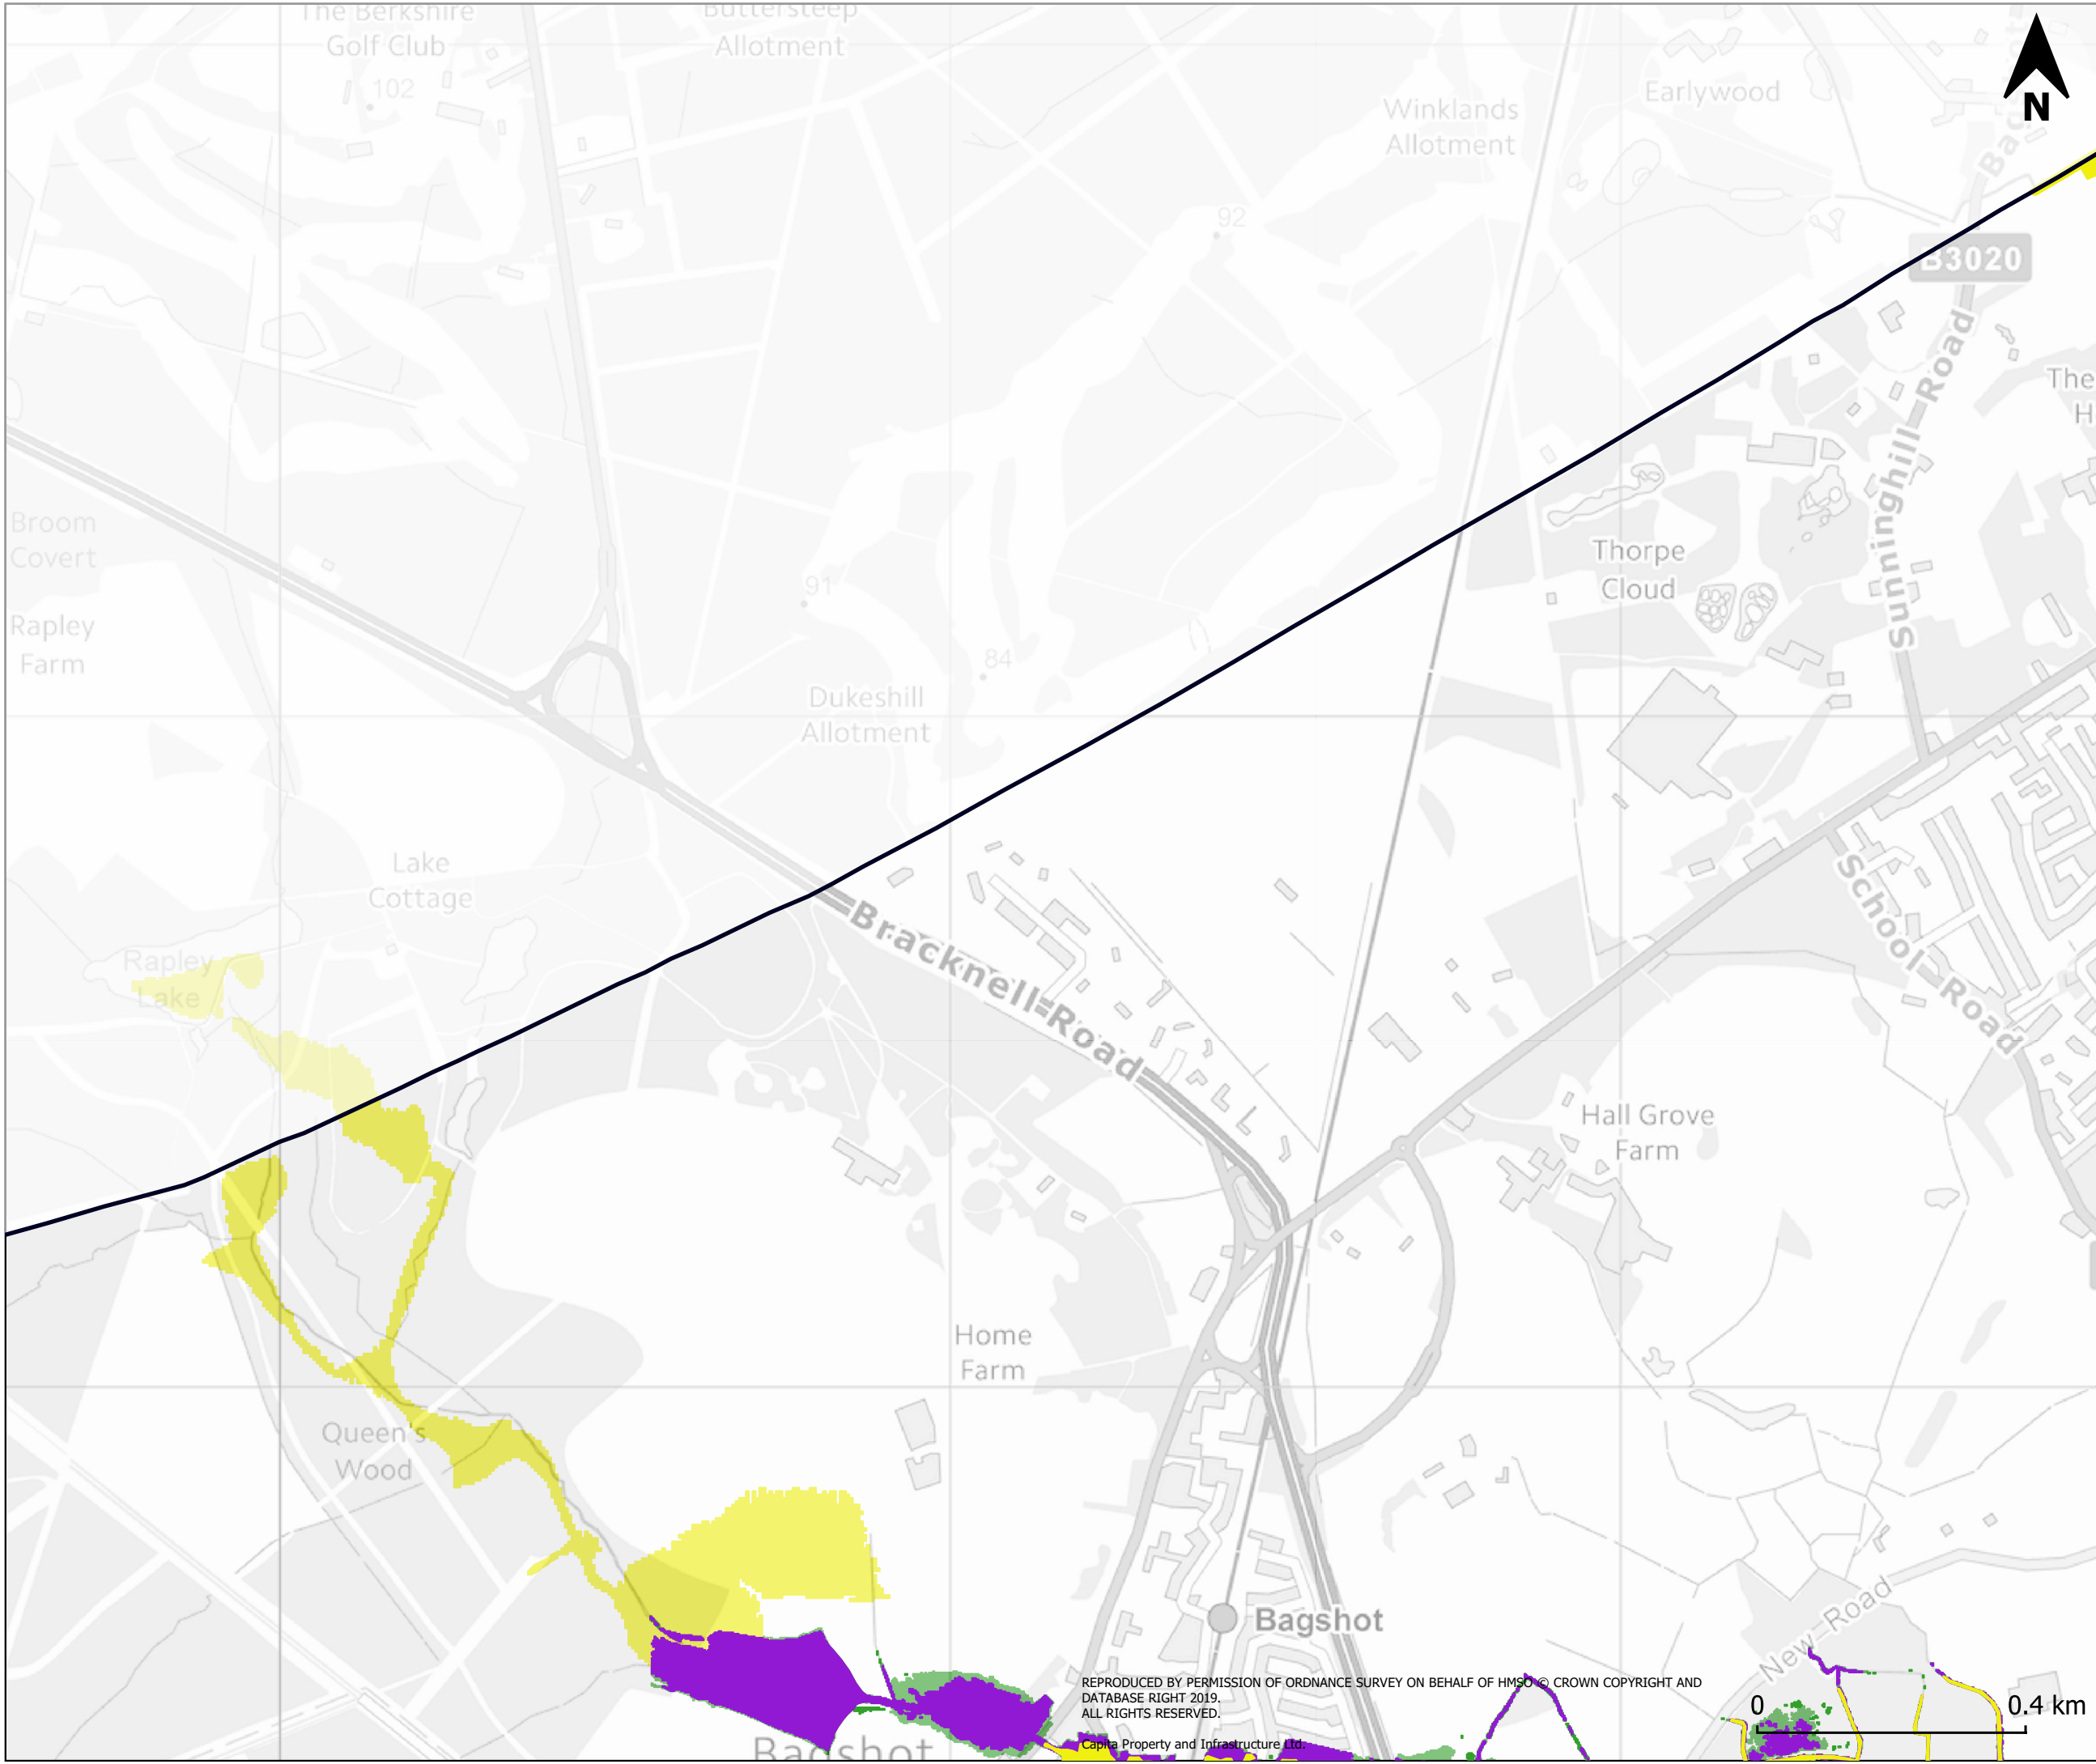 The Berkshire
Golf Club
102
Buttersteep
Allotment
Winklands
Allotment
Earlywood
N
92
B3020
Sunninghill Road
The
H
Broom
Covert
Rapley
Farm
91
84
Dukeshill
Allotment
Thorpe
Cloud
Lake
Cottage
Rapley
Lake
Bracknell Road
School Road
Hall Grove
Farm
Home
Farm
Queen's
Wood
Bagshot
New Road
REPRODUCED BY PERMISSION OF ORDNANCE SURVEY ON BEHALF OF HMSO © CROWN COPYRIGHT AND
DATABASE RIGHT 2019.
ALL RIGHTS RESERVED.
Capita Property and Infrastructure Ltd.
0 0.4 km
Bagshot